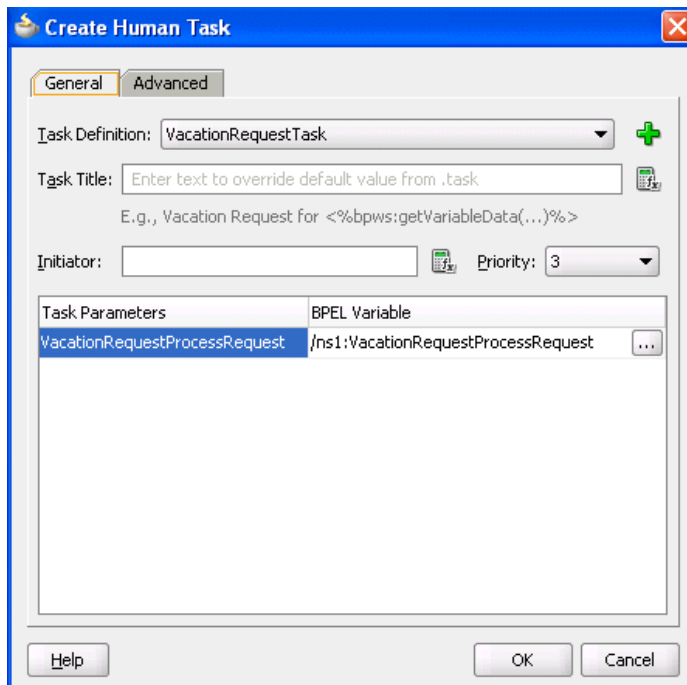 Create Human Task
General Advanced
Task Definition: VacationRequestTask
Task Title: Enter text to override default value from .task
E.g., Vacation Request for <%bpws:getVariableData(...)%>
Initiator: Priority: 3
Task Parameters BPEL Variable
VacationRequestProcessRequest /ns1:VacationRequestProcessRequest ...
Help OK Cancel